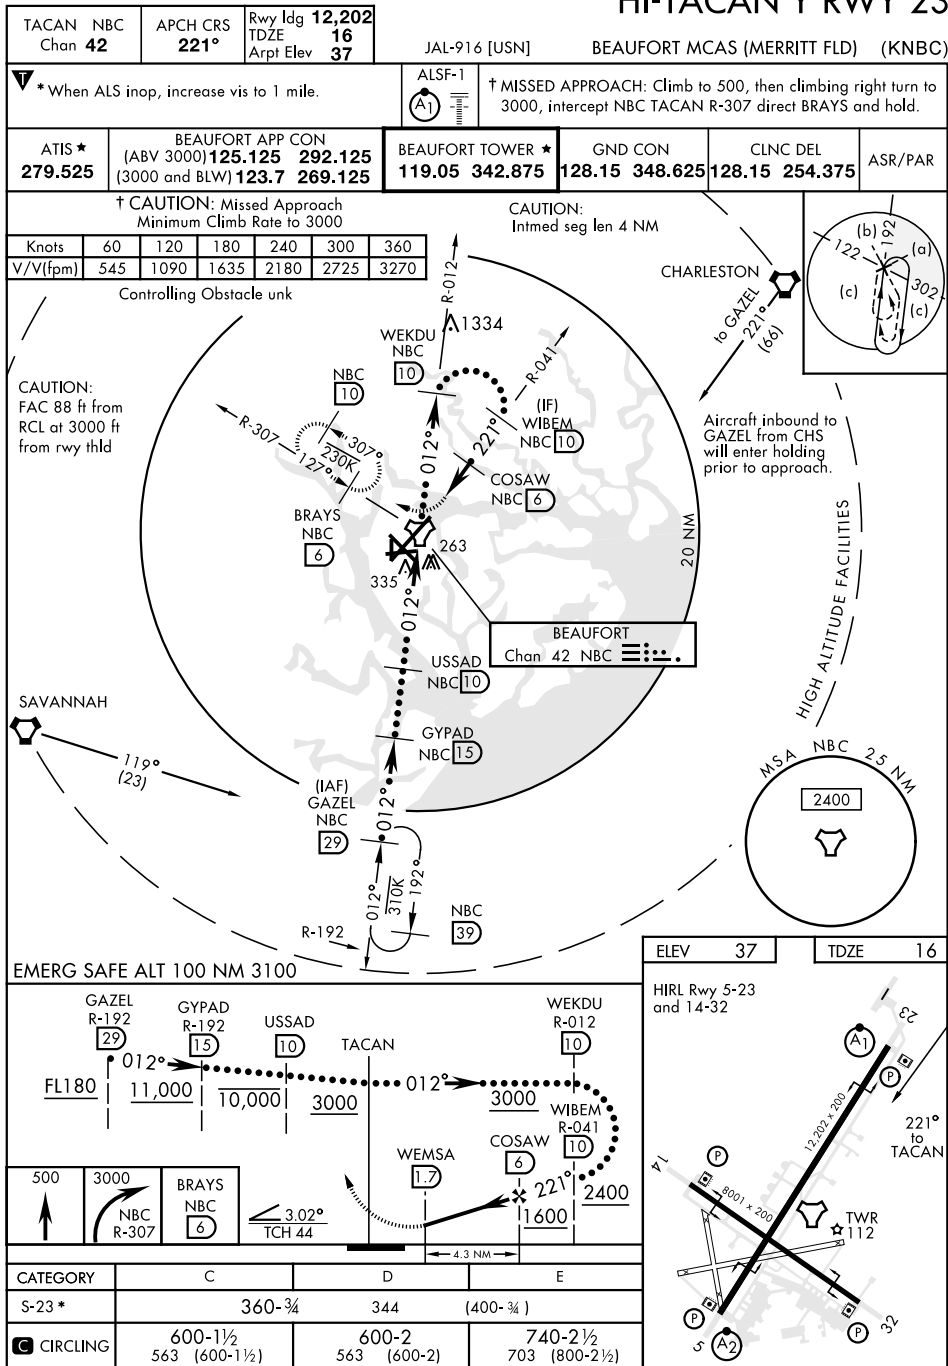 HI-TACAN Y RWY 23
TACAN NBC
Chan 42
APCH CRS
221°
Rwy ldg 12,202
TDZE 16
Arpt Elev 37
JAL-916 [USN]
BEAUFORT MCAS (MERRITT FLD) (KNBC)
T
* When ALS inop, increase vis to 1 mile.
ALSF-1
A1
† MISSED APPROACH: Climb to 500, then climbing right turn to
3000, intercept NBC TACAN R-307 direct BRAYS and hold.
ATIS ★
279.525
BEAUFORT APP CON
(ABV 3000) 125.125 292.125
(3000 and BLW) 123.7 269.125
BEAUFORT TOWER ★
119.05 342.875
GND CON
128.15 348.625
CLNC DEL
128.15 254.375
ASR/PAR
† CAUTION: Missed Approach
Minimum Climb Rate to 3000
Knots 60 120 180 240 300 360
V/V(fpm) 545 1090 1635 2180 2725 3270
Controlling Obstacle unk
CAUTION:
Intmed seg len 4 NM
CHARLESTON
to GAZEL
221°
(66)
(b)
192
(a)
122
302
(c)
(c)
Aircraft inbound to
GAZEL from CHS
will enter holding
prior to approach.
CAUTION:
FAC 88 ft from
RCL at 3000 ft
from rwy thld
R-012
1334
WEKDU
NBC
10
R-041
(IF)
WIBEM
NBC 10
221°
COSAW
NBC 6
NBC
10
R-307
307°
230K
127°
BRAYS
NBC
6
012°
263
335
012°
20 NM
HIGH ALTITUDE FACILITIES
BEAUFORT
Chan 42 NBC
USSAD
NBC 10
GYPAD
NBC 15
SAVANNAH
119°
(23)
(IAF)
GAZEL
NBC
29
012°
012°
310K
192°
R-192
NBC
39
MSA NBC 25 NM
2400
EMERG SAFE ALT 100 NM 3100
ELEV 37
TDZE 16
HIRL Rwy 5-23
and 14-32
23
A1
P
12,202 x 200
221°
to
TACAN
14
P
8001 x 200
TWR
112
P
5
A2
P
32
GAZEL
R-192
29
GYPAD
R-192
15
USSAD
10
TACAN
WEKDU
R-012
10
012°
012°
FL180
11,000
10,000
3000
3000
WIBEM
R-041
10
COSAW
6
WEMSA
1.7
221°
2400
1600
500
3000
NBC
R-307
BRAYS
NBC
6
3.02°
TCH 44
4.3 NM
CATEGORY C D E
S-23 * 360-¾ 344 (400-¾)
C CIRCLING
600-1½
563 (600-1½)
600-2
563 (600-2)
740-2½
703 (800-2½)